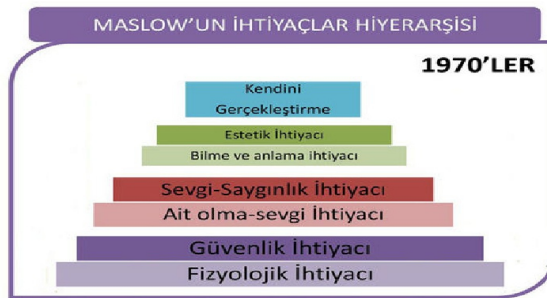 MASLOW'UN İHTİYAÇLAR HİYERARŞİSİ
1970'LER
Kendini
Gerçekleştirme
Estetik İhtiyacı
Bilme ve anlama ihtiyacı
Sevgi-Saygınlık İhtiyacı
Ait olma-sevgi İhtiyacı
Güvenlik İhtiyacı
Fizyolojik İhtiyacı